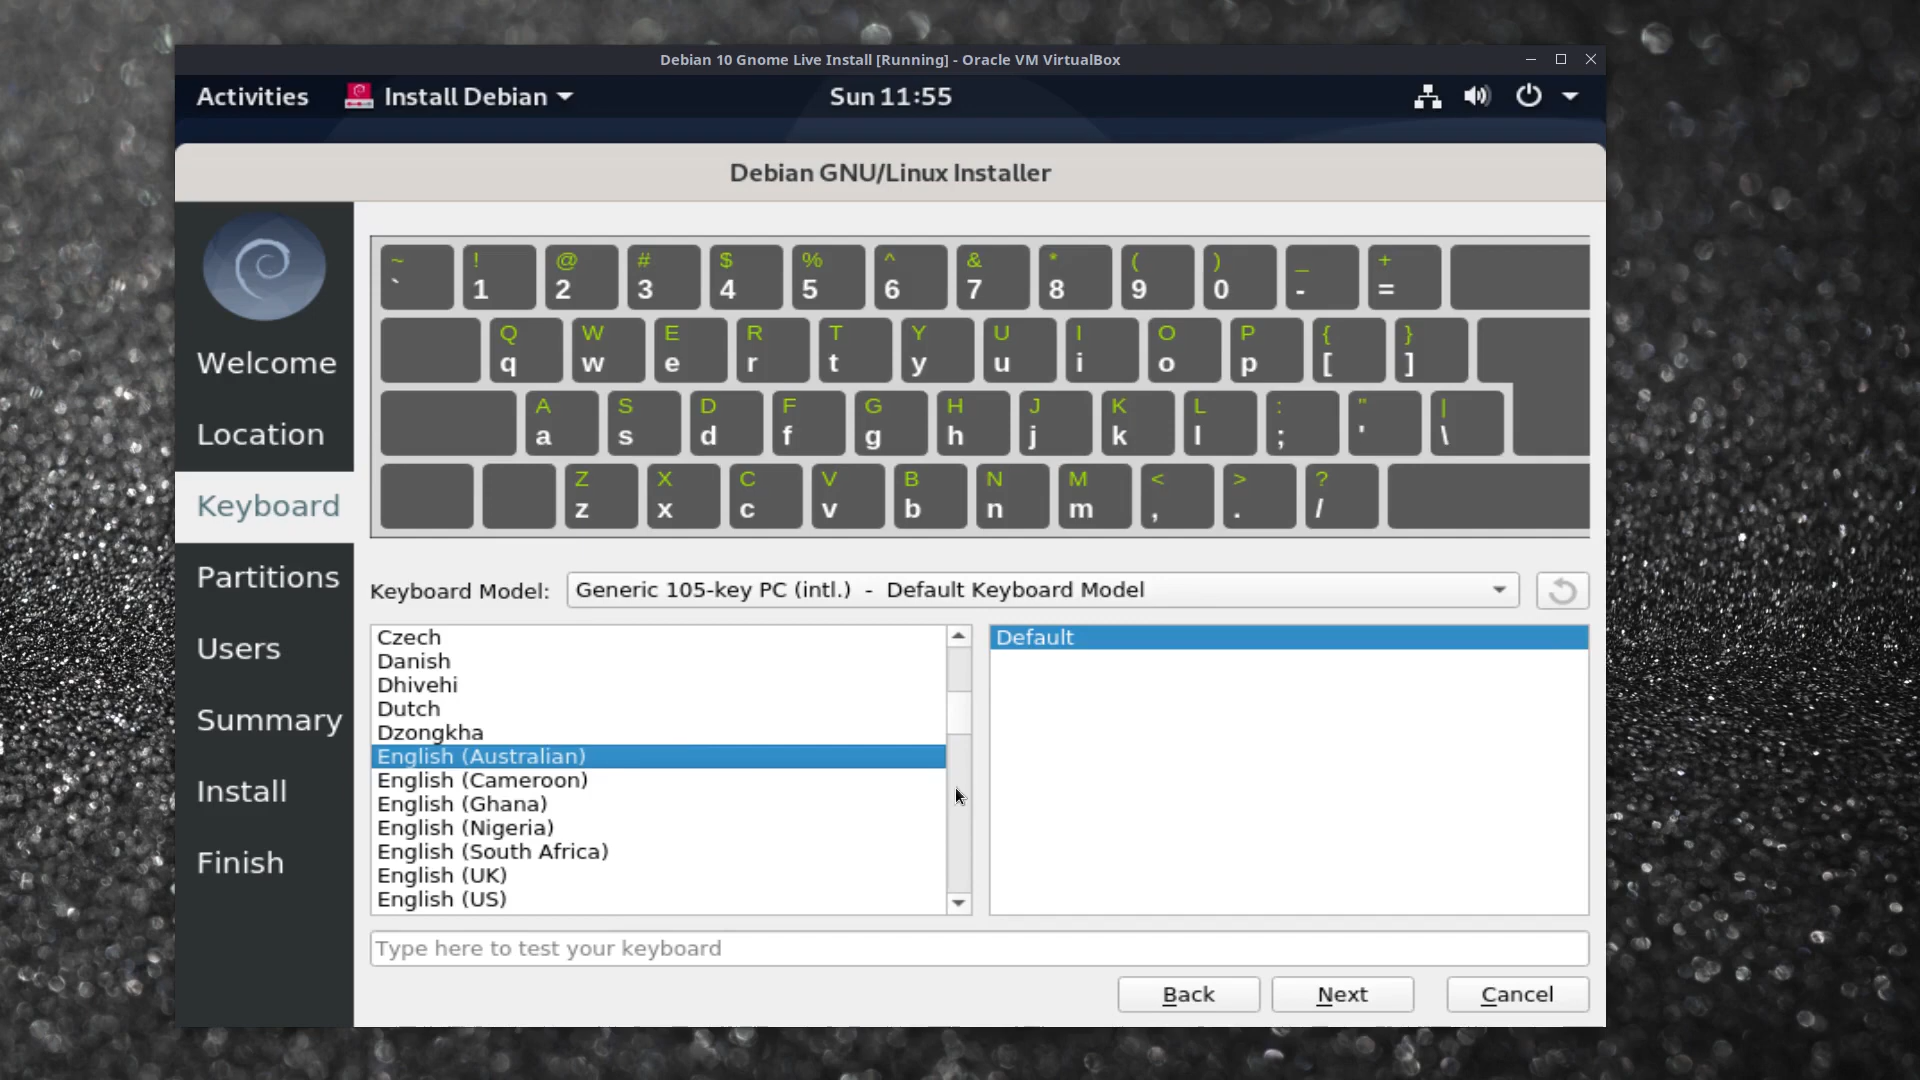 Debian 10 Gnome Live Install [Running] - Oracle VM VirtualBox
Activities Install Debian Sun 11:55
Debian GNU/Linux Installer
Welcome
Location
Keyboard
Partitions
Users
Summary
Install
Finish
~ ! @ # $ % ^ & * ( ) _ +
` 1 2 3 4 5 6 7 8 9 0 - =
Q W E R T Y U I O P { }
q w e r t y u i o p [ ]
A S D F G H J K L : " |
a s d f g h j k l ; ' \
Z X C V B N M < > ?
z x c v b n m , . /
Keyboard Model: Generic 105-key PC (intl.) - Default Keyboard Model
Czech
Danish
Dhivehi
Dutch
Dzongkha
English (Australian)
English (Cameroon)
English (Ghana)
English (Nigeria)
English (South Africa)
English (UK)
English (US)
Default
Type here to test your keyboard
Back Next Cancel